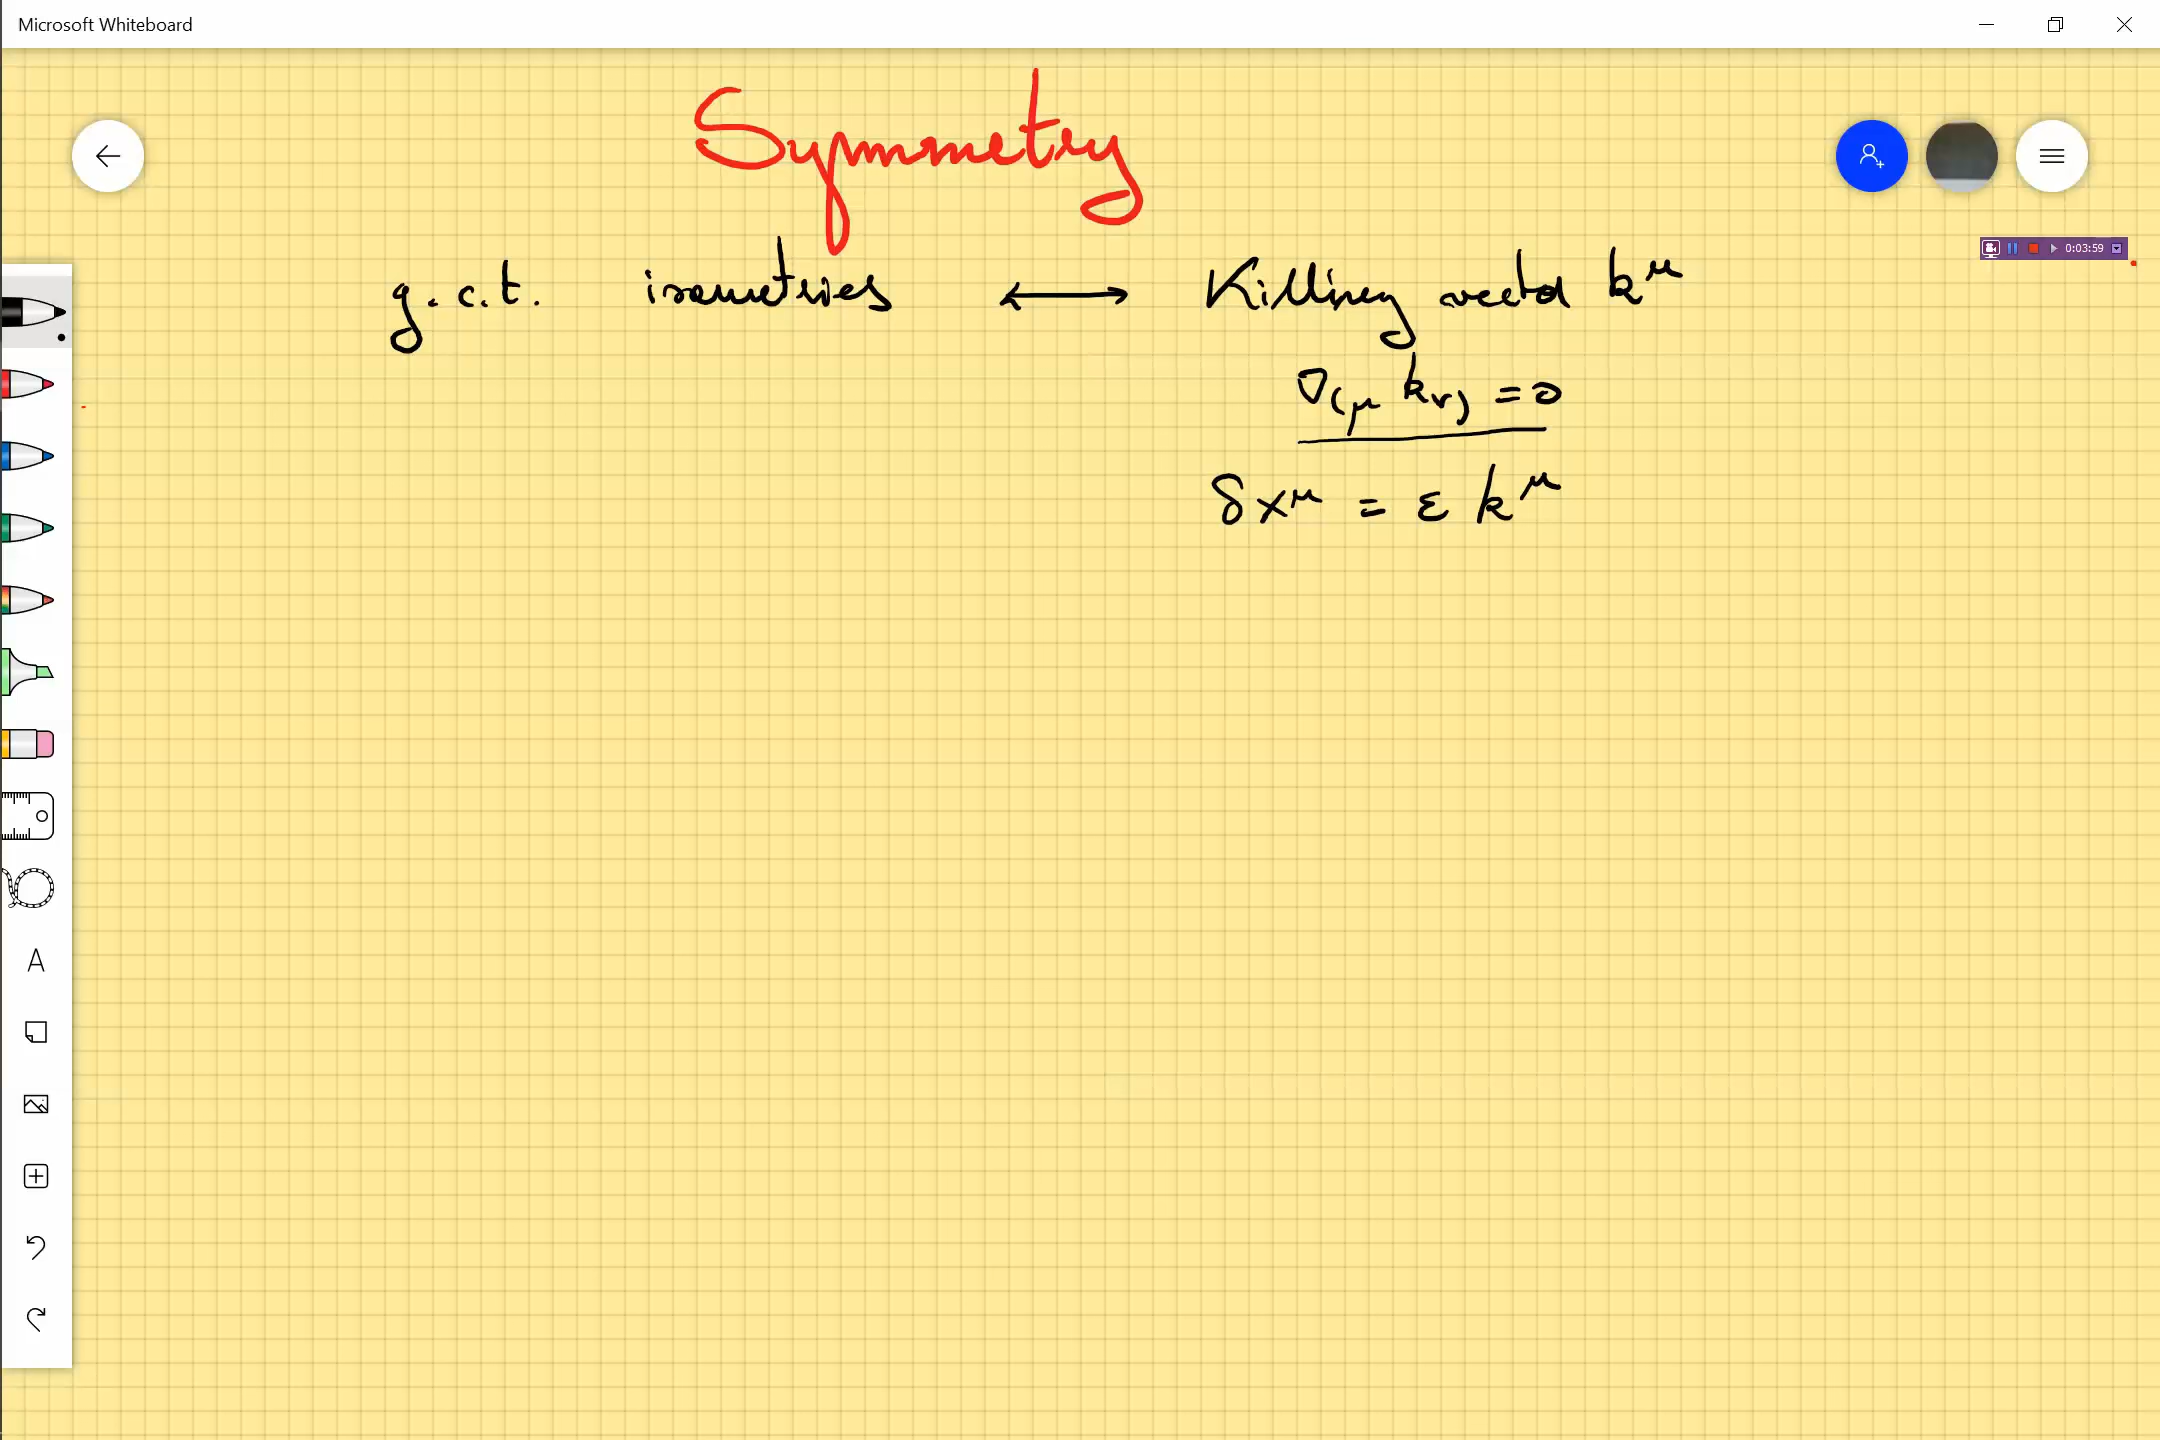 Microsoft Whiteboard
Symmetry
0:03:59
g.c.t. isometries ⟷ Killing vector k^μ
∇_(μ k_ν) = 0
δx^μ = ε k^μ
A